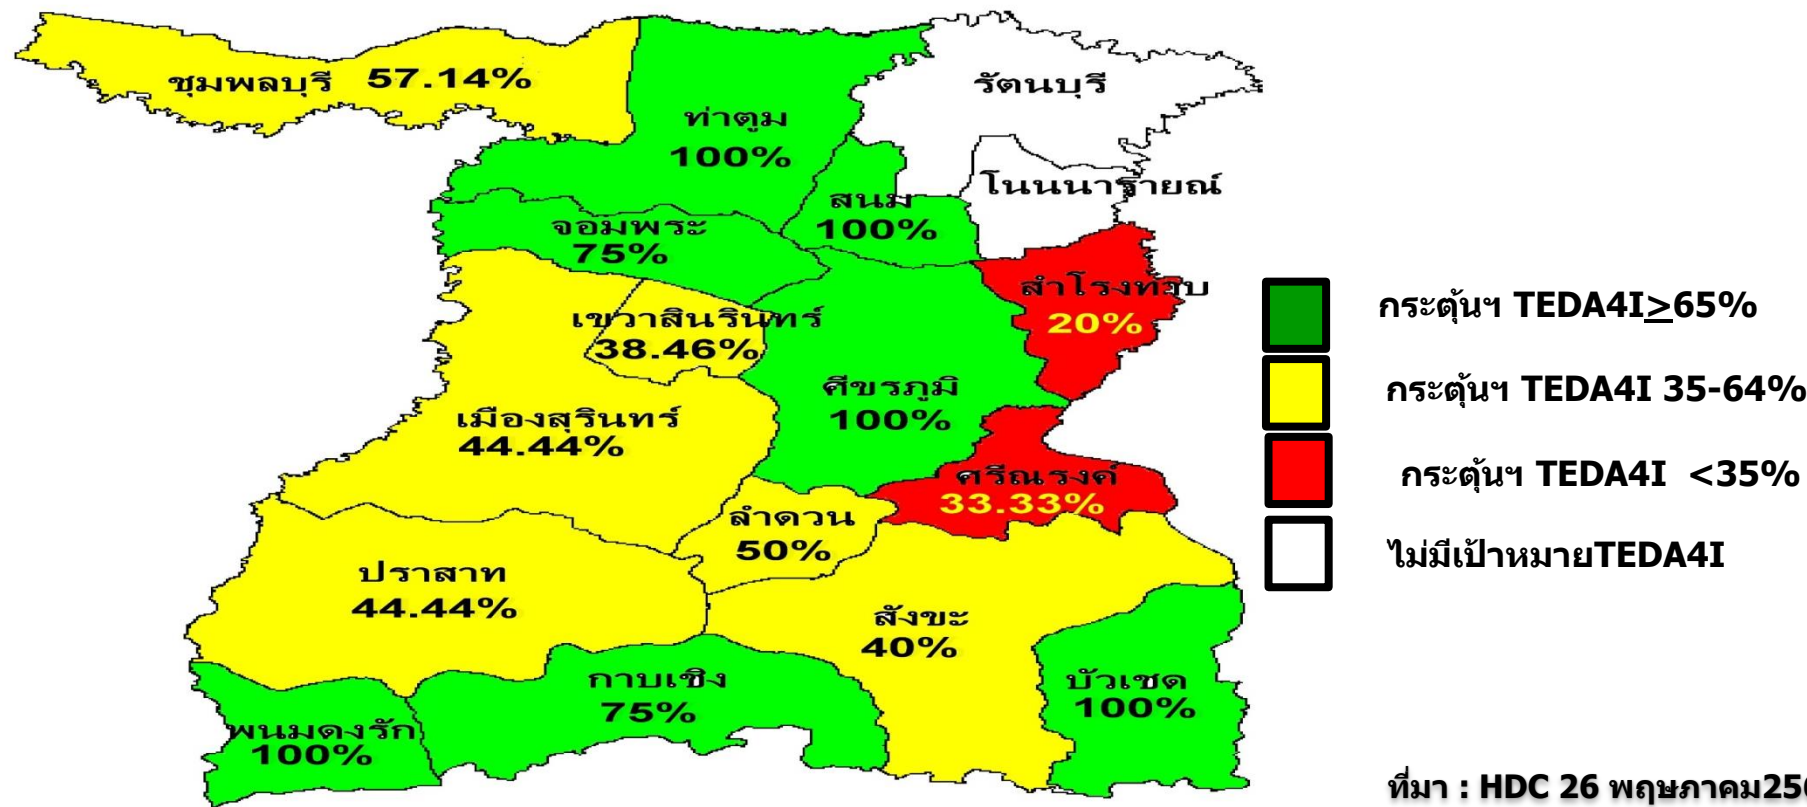 ชุมพลบุรี 57.14%
รัตนบุรี
ท่าตูม
100%
โนนนารายณ์
สนม
100%
จอมพระ
75%
สำโรงทาบ
20%
เขวาสินรินทร์
38.46%
ศีขรภูมิ
100%
เมืองสุรินทร์
44.44%
ศรีณรงค์
33.33%
ลำดวน
50%
ปราสาท
44.44%
สังขะ
40%
กาบเชิง
75%
บัวเชด
100%
พนมดงรัก
100%
กระตุ้นฯ TEDA4I≥65%
กระตุ้นฯ TEDA4I 35-64%
กระตุ้นฯ TEDA4I <35%
ไม่มีเป้าหมายTEDA4I
ที่มา : HDC 26 พฤษภาคม